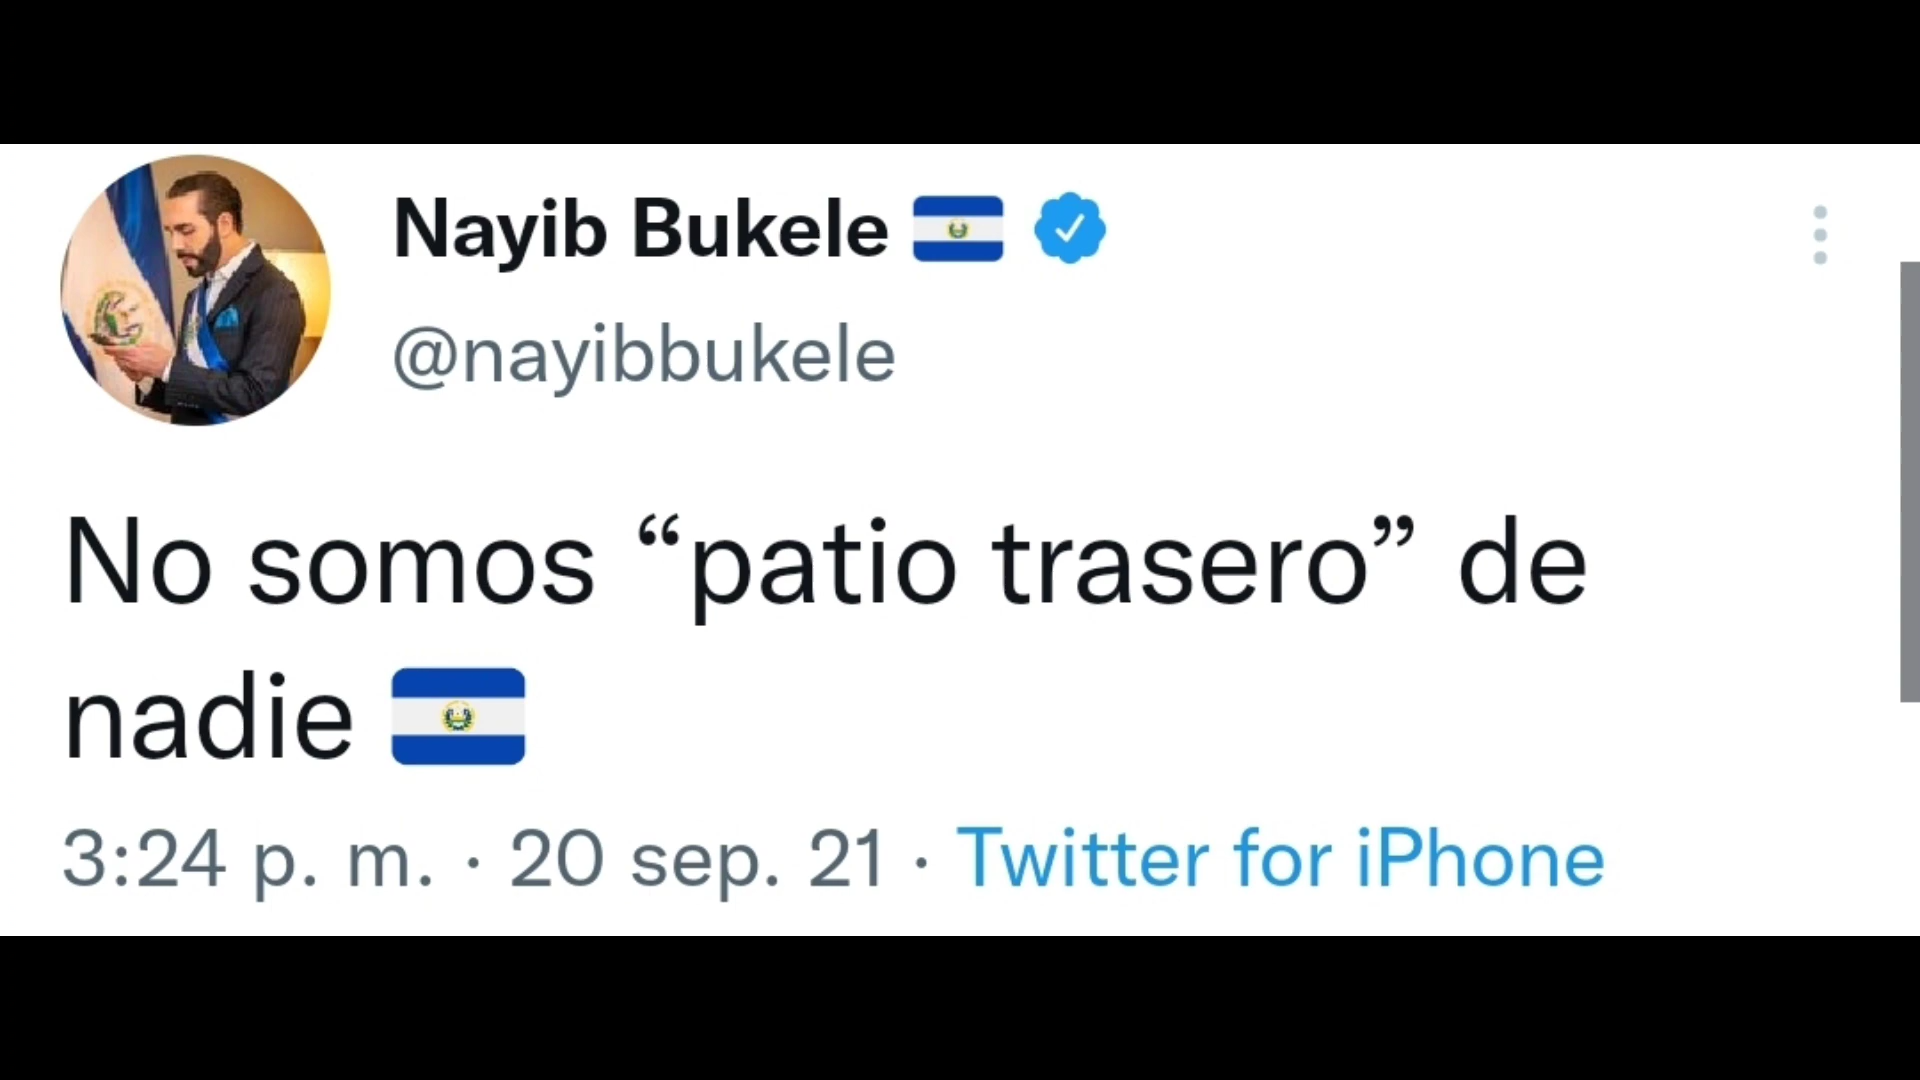 Nayib Bukele 🇸🇻
@nayibbukele
No somos “patio trasero” de
nadie 🇸🇻
3:24 p. m. · 20 sep. 21 · Twitter for iPhone